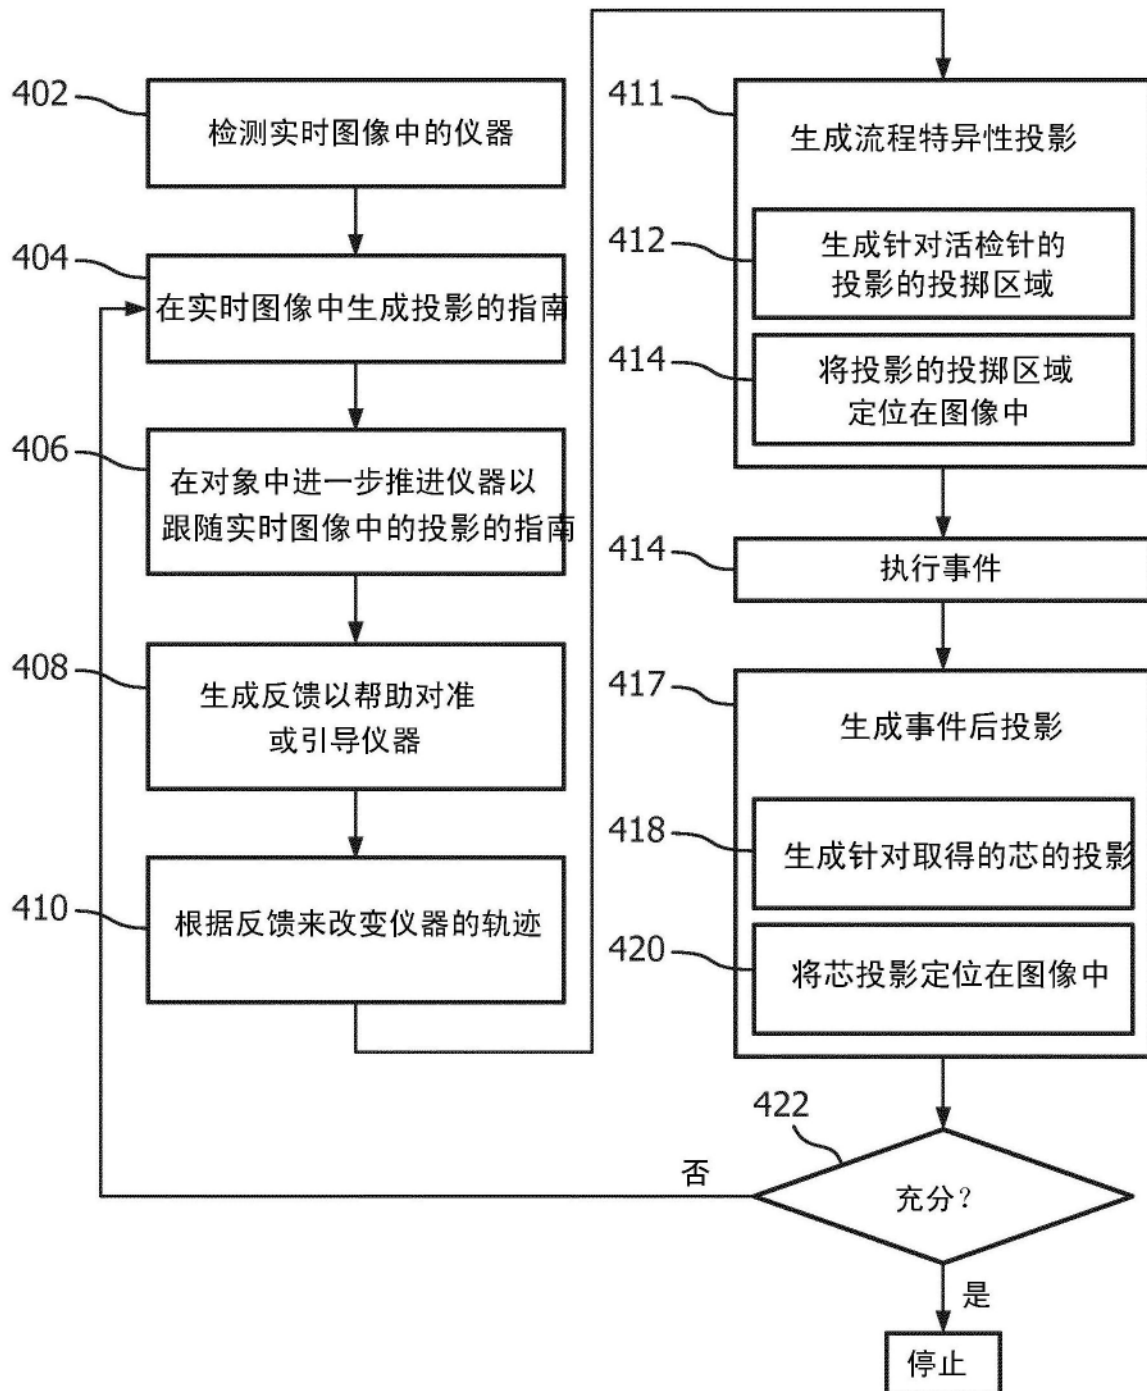 402
检测实时图像中的仪器
404
在实时图像中生成投影的指南
406
在对象中进一步推进仪器以
跟随实时图像中的投影的指南
408
生成反馈以帮助对准
或引导仪器
410
根据反馈来改变仪器的轨迹
411
生成流程特异性投影
412
生成针对活检针的
投影的投掷区域
414
将投影的投掷区域
定位在图像中
414
执行事件
417
生成事件后投影
418
生成针对取得的芯的投影
420
将芯投影定位在图像中
422
充分?
否
是
停止